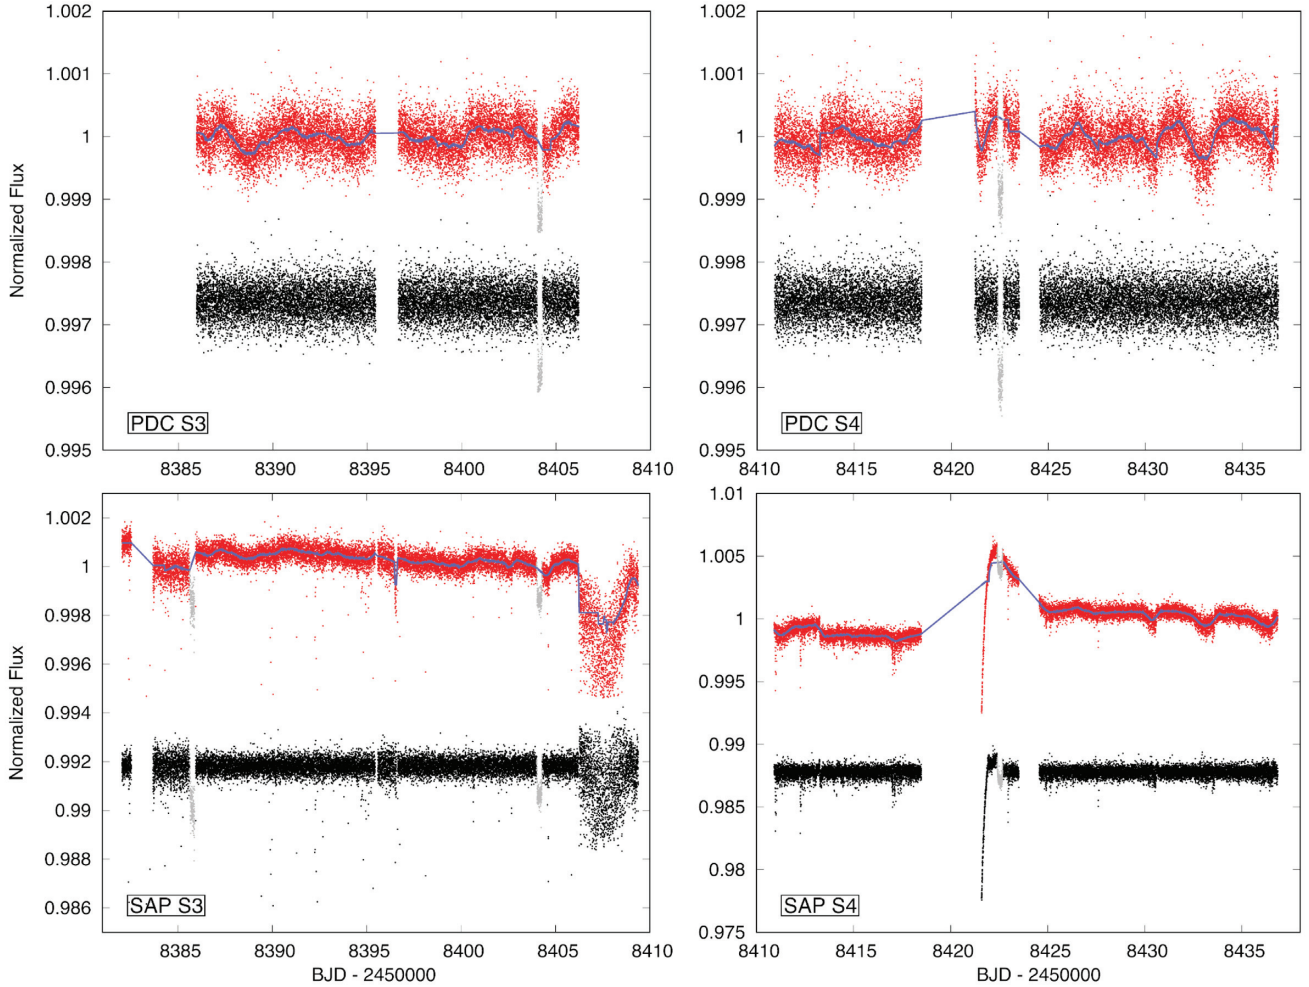 1.002
1.001
1
0.999
0.998
0.997
0.996
0.995
8385 8390 8395 8400 8405 8410
Normalized Flux
PDC S3
1.002
1.001
1
0.999
0.998
0.997
0.996
0.995
8410 8415 8420 8425 8430 8435
PDC S4
1.002
1
0.998
0.996
0.994
0.992
0.99
0.988
0.986
8385 8390 8395 8400 8405 8410
Normalized Flux
BJD - 2450000
SAP S3
1.01
1.005
1
0.995
0.99
0.985
0.98
0.975
8410 8415 8420 8425 8430 8435
BJD - 2450000
SAP S4